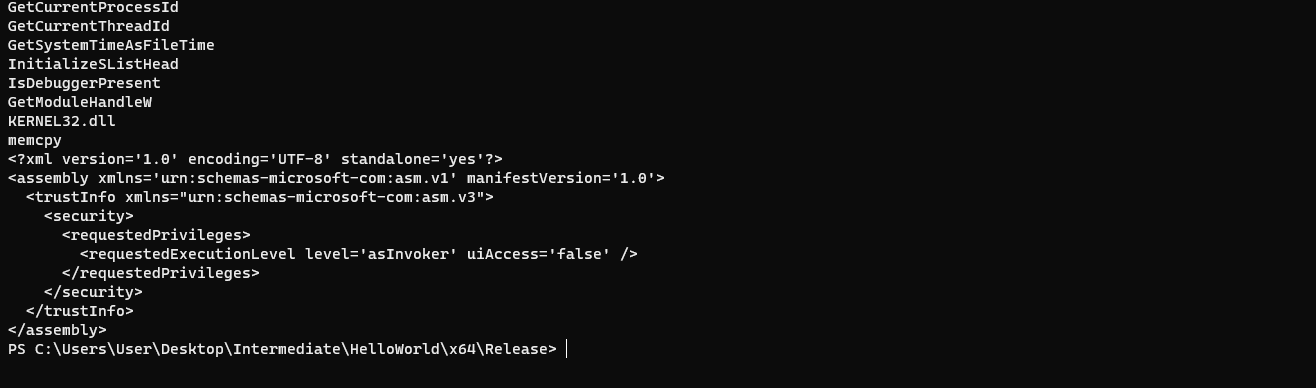 GetCurrentProcessId
GetCurrentThreadId
GetSystemTimeAsFileTime
InitializeSListHead
IsDebuggerPresent
GetModuleHandleW
KERNEL32.dll
memcpy
<?xml version='1.0' encoding='UTF-8' standalone='yes'?>
<assembly xmlns='urn:schemas-microsoft-com:asm.v1' manifestVersion='1.0'>
  <trustInfo xmlns="urn:schemas-microsoft-com:asm.v3">
    <security>
      <requestedPrivileges>
        <requestedExecutionLevel level='asInvoker' uiAccess='false' />
      </requestedPrivileges>
    </security>
  </trustInfo>
</assembly>
PS C:\Users\User\Desktop\Intermediate\HelloWorld\x64\Release>